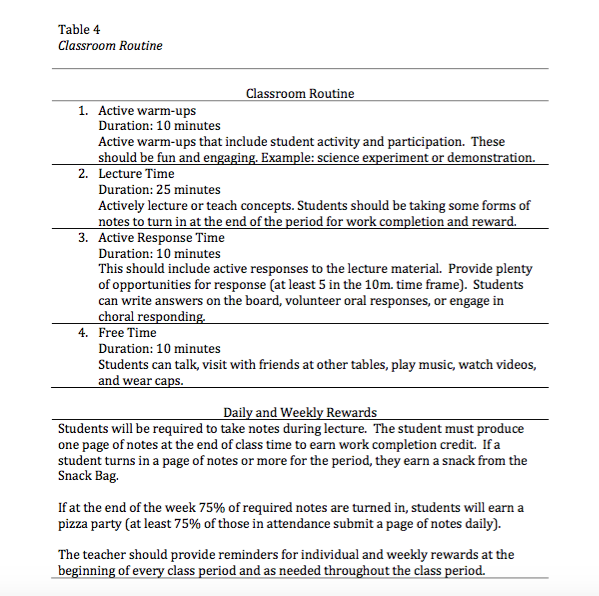 Table 4
Classroom Routine
Classroom Routine
1. Active warm-ups
Duration: 10 minutes
Active warm-ups that include student activity and participation. These
should be fun and engaging. Example: science experiment or demonstration.
2. Lecture Time
Duration: 25 minutes
Actively lecture or teach concepts. Students should be taking some forms of
notes to turn in at the end of the period for work completion and reward.
3. Active Response Time
Duration: 10 minutes
This should include active responses to the lecture material. Provide plenty
of opportunities for response (at least 5 in the 10m. time frame). Students
can write answers on the board, volunteer oral responses, or engage in
choral responding.
4. Free Time
Duration: 10 minutes
Students can talk, visit with friends at other tables, play music, watch videos,
and wear caps.
Daily and Weekly Rewards
Students will be required to take notes during lecture. The student must produce
one page of notes at the end of class time to earn work completion credit. If a
student turns in a page of notes or more for the period, they earn a snack from the
Snack Bag.
If at the end of the week 75% of required notes are turned in, students will earn a
pizza party (at least 75% of those in attendance submit a page of notes daily).
The teacher should provide reminders for individual and weekly rewards at the
beginning of every class period and as needed throughout the class period.